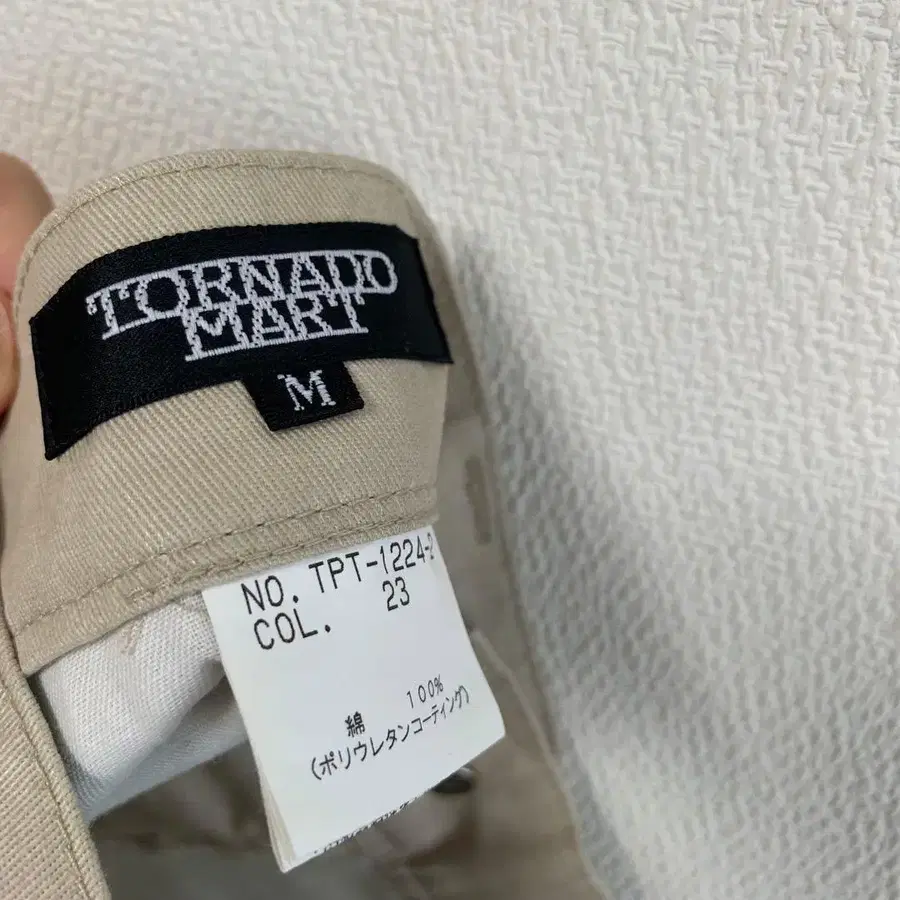 TORNADO
MART
M
NO. TPT-1224-2
COL. 23
綿 100%
(ポリウレタンコーティング)